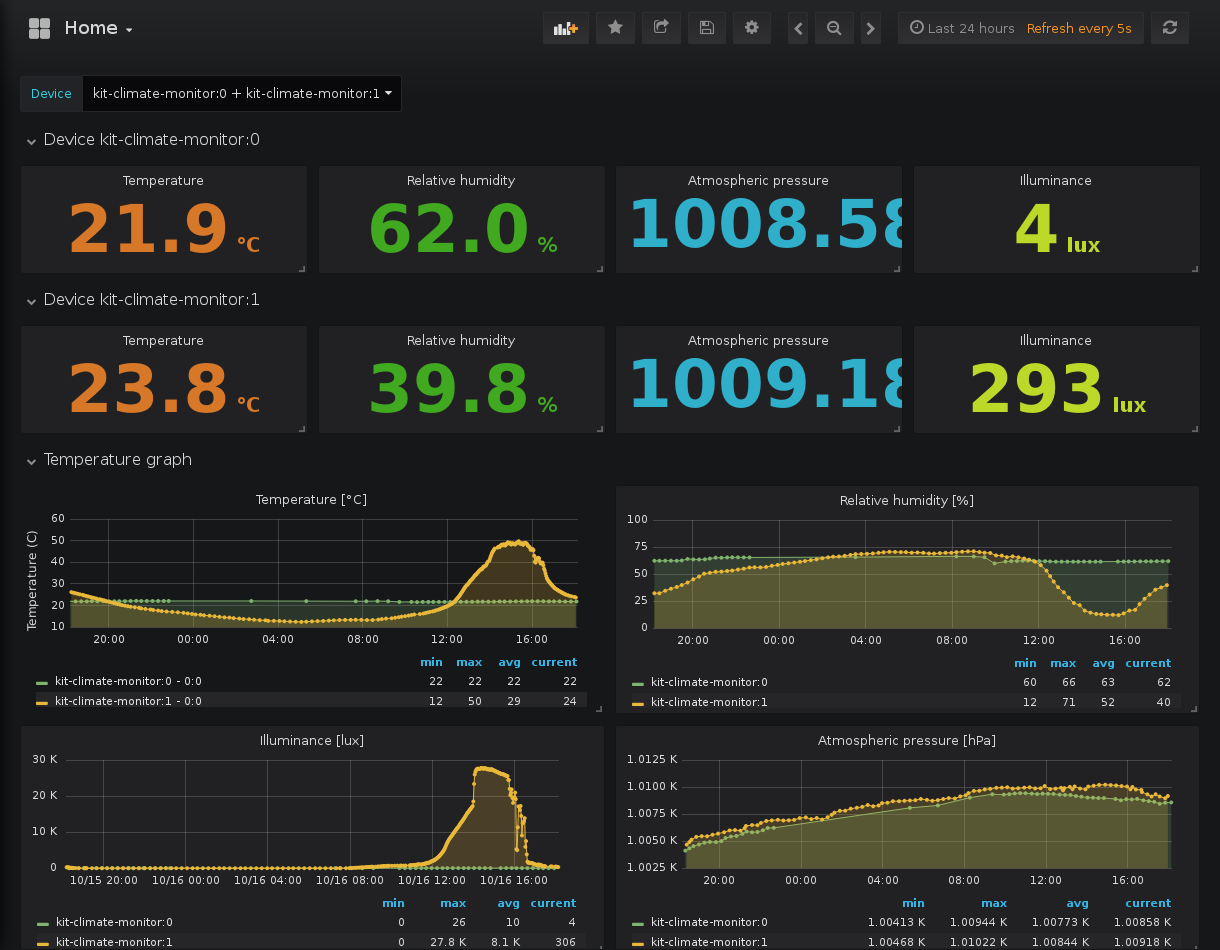 Home
Last 24 hours Refresh every 5s
Device kit-climate-monitor:0 + kit-climate-monitor:1
Device kit-climate-monitor:0
Temperature Relative humidity Atmospheric pressure Illuminance
21.9 °C 62.0 % 1008.58 4 lux
Device kit-climate-monitor:1
Temperature Relative humidity Atmospheric pressure Illuminance
23.8 °C 39.8 % 1009.18 293 lux
Temperature graph
Temperature [°C]
Temperature (C)
60
50
40
30
20
10
20:00 00:00 04:00 08:00 12:00 16:00
min max avg current
kit-climate-monitor:0 - 0:0 22 22 22 22
kit-climate-monitor:1 - 0:0 12 50 29 24
Relative humidity [%]
100
75
50
25
0
20:00 00:00 04:00 08:00 12:00 16:00
min max avg current
kit-climate-monitor:0 60 66 63 62
kit-climate-monitor:1 12 71 52 40
Illuminance [lux]
30 K
20 K
10 K
0
10/15 20:00 10/16 00:00 10/16 04:00 10/16 08:00 10/16 12:00 10/16 16:00
min max avg current
kit-climate-monitor:0 0 26 10 4
kit-climate-monitor:1 0 27.8 K 8.1 K 306
Atmospheric pressure [hPa]
1.0125 K
1.0100 K
1.0075 K
1.0050 K
1.0025 K
20:00 00:00 04:00 08:00 12:00 16:00
min max avg current
kit-climate-monitor:0 1.00413 K 1.00944 K 1.00773 K 1.00858 K
kit-climate-monitor:1 1.00468 K 1.01022 K 1.00844 K 1.00918 K